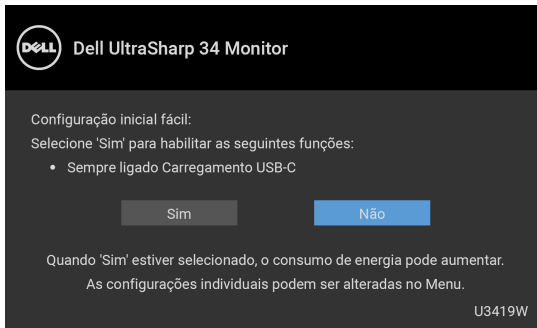 DELL Dell UltraSharp 34 Monitor
Configuração inicial fácil:
Selecione 'Sim' para habilitar as seguintes funções:
• Sempre ligado Carregamento USB-C
Sim Não
Quando 'Sim' estiver selecionado, o consumo de energia pode aumentar.
As configurações individuais podem ser alteradas no Menu.
U3419W